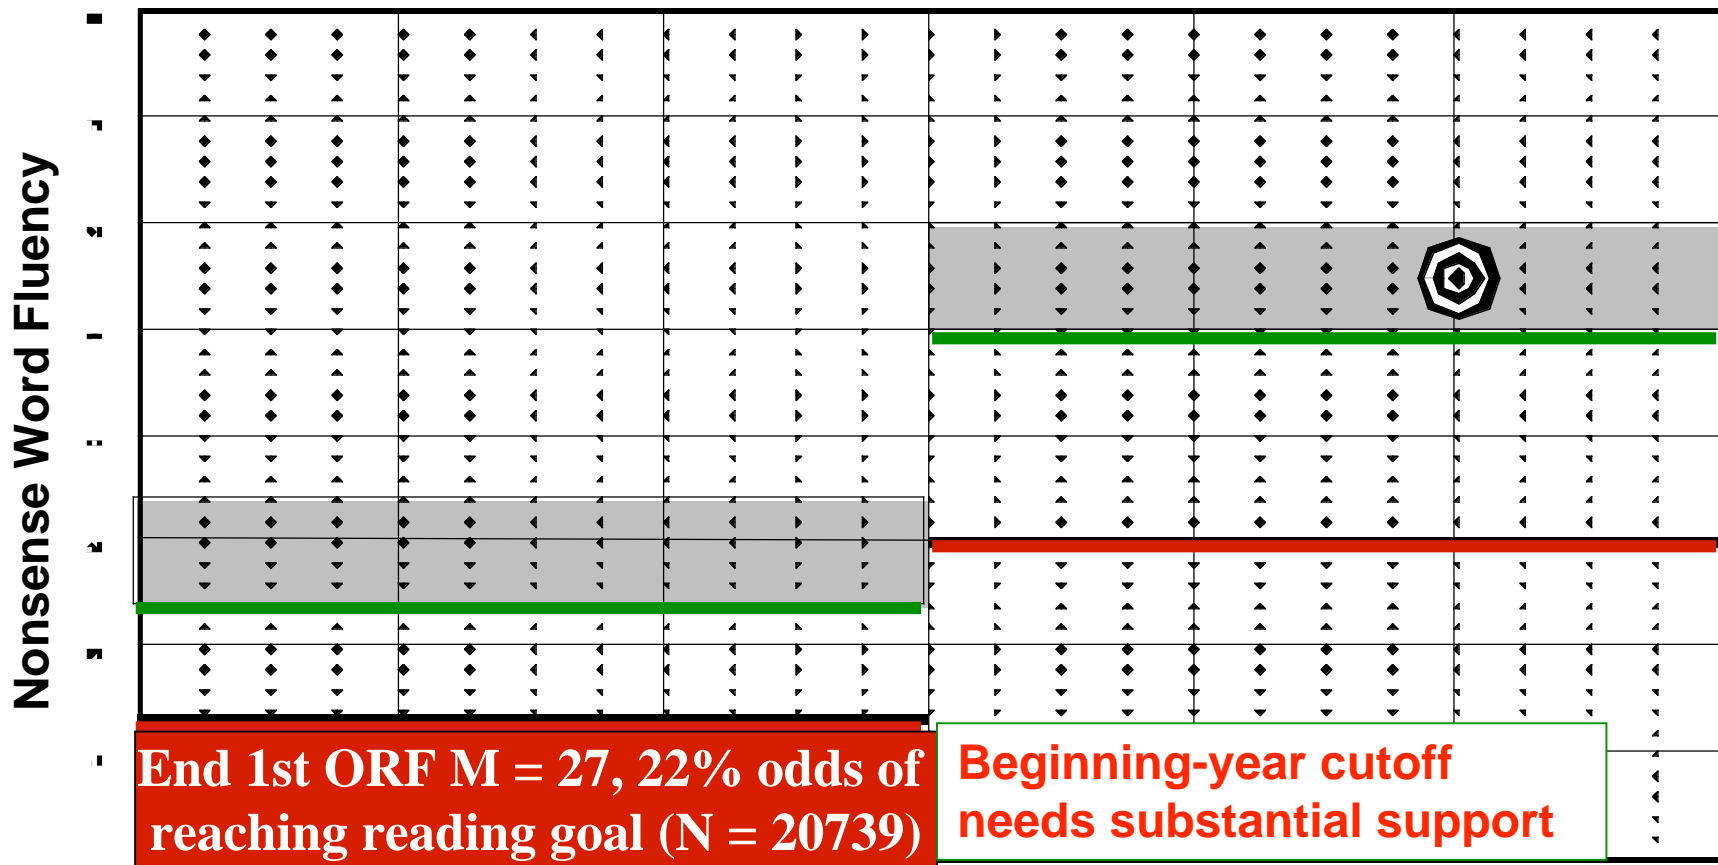 Nonsense Word Fluency
End 1st ORF M = 27, 22% odds of
reaching reading goal (N = 20739)
Beginning-year cutoff
needs substantial support